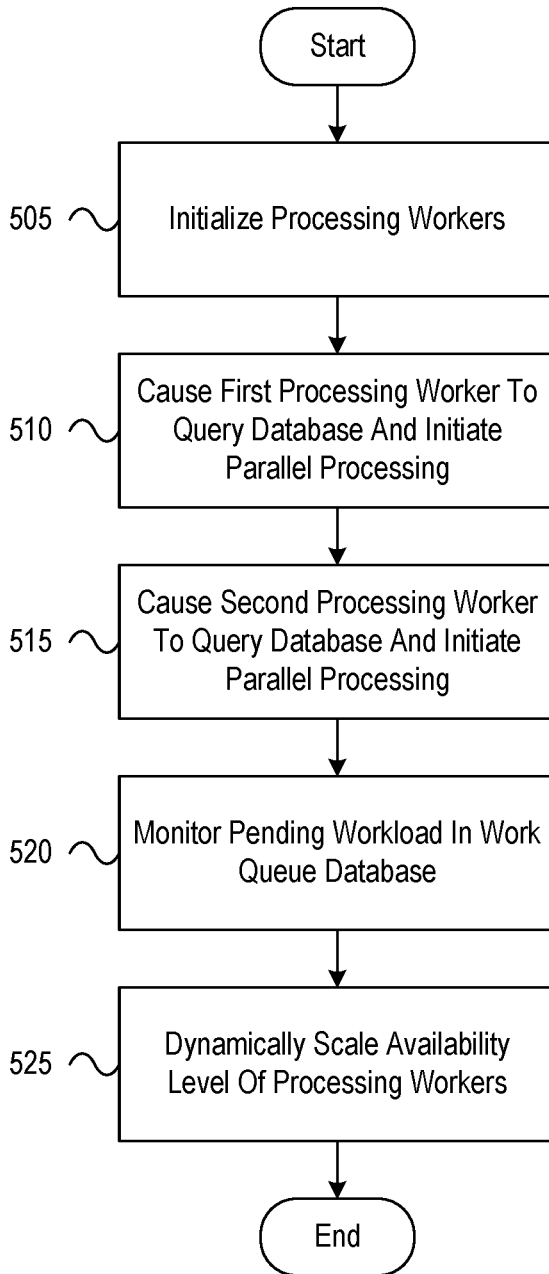 Start
505
Initialize Processing Workers
510
Cause First Processing Worker To
Query Database And Initiate
Parallel Processing
515
Cause Second Processing Worker
To Query Database And Initiate
Parallel Processing
520
Monitor Pending Workload In Work
Queue Database
525
Dynamically Scale Availability
Level Of Processing Workers
End